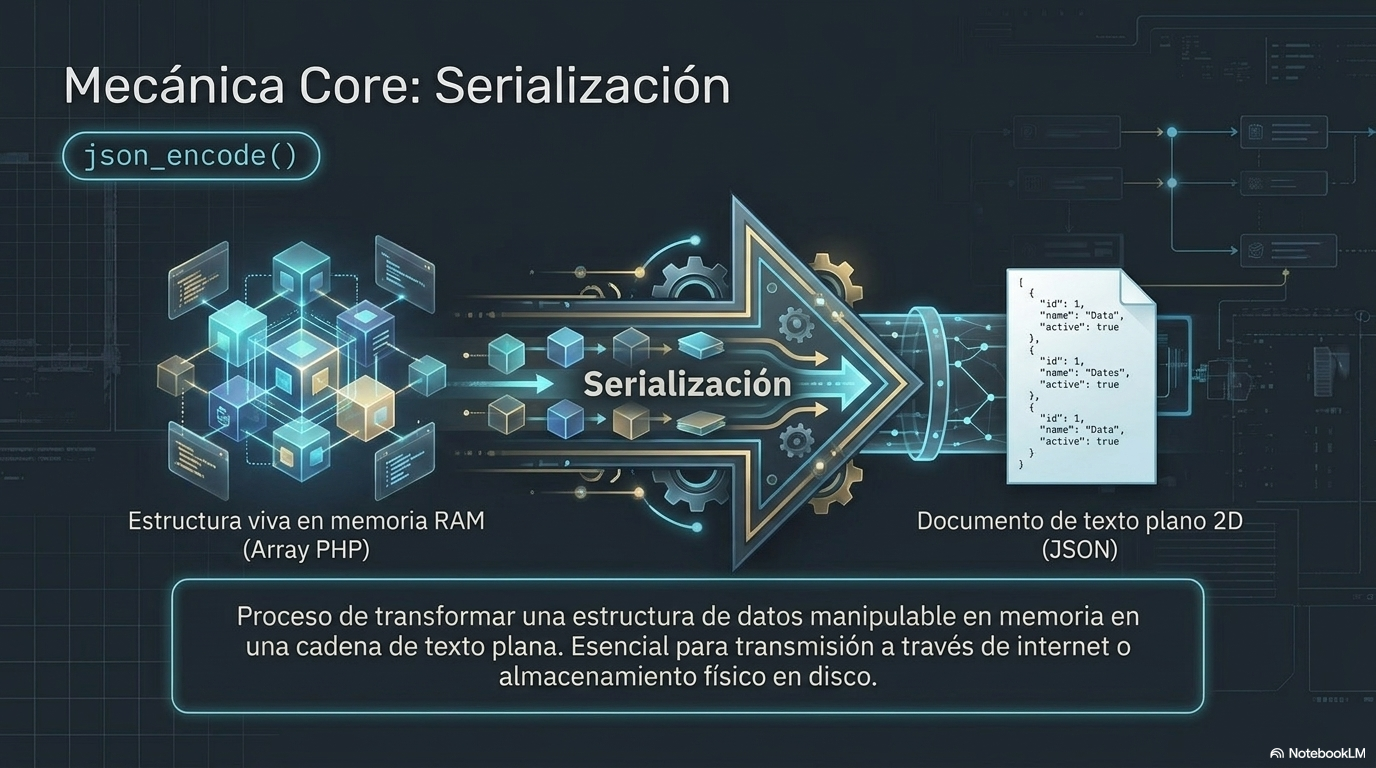 Mecánica Core: Serialización
json_encode()
Serialización
[
{
"id": 1,
"name": "Data",
"active": true
},
{
"id": 1,
"name": "Dates",
"active": true
},
{
"id": 1,
"name": "Data",
"active": true
}
}
Estructura viva en memoria RAM
(Array PHP)
Documento de texto plano 2D
(JSON)
Proceso de transformar una estructura de datos manipulable en memoria en
una cadena de texto plana. Esencial para transmisión a través de internet o
almacenamiento físico en disco.
NotebookLM